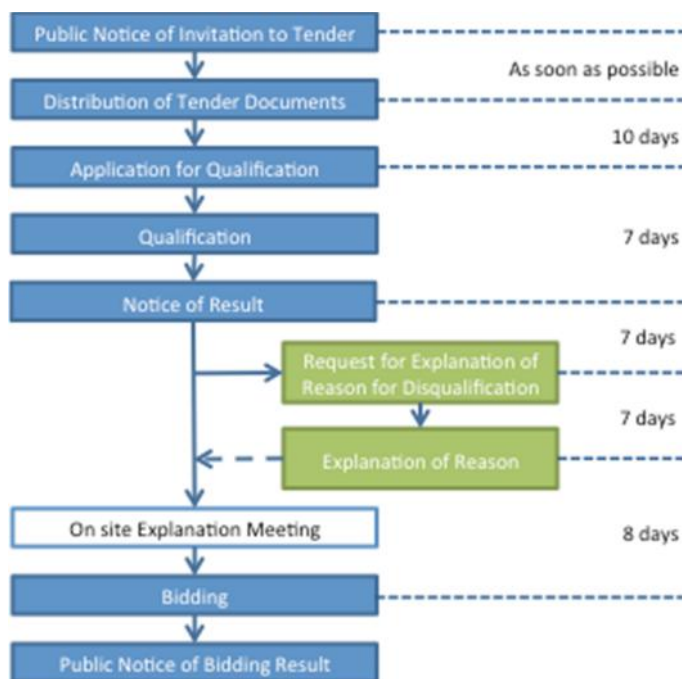 Public Notice of Invitation to Tender
As soon as possible
Distribution of Tender Documents
10 days
Application for Qualification
Qualification
7 days
Notice of Result
7 days
Request for Explanation of
Reason for Disqualification
7 days
Explanation of Reason
On site Explanation Meeting
8 days
Bidding
Public Notice of Bidding Result